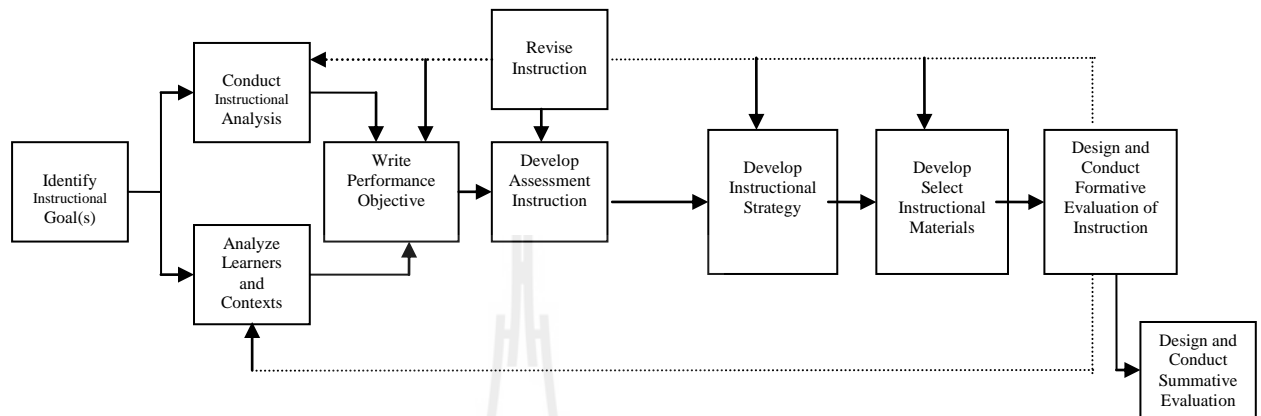 Identify
Instructional
Goal(s)
Conduct
Instructional
Analysis
Analyze
Learners
and
Contexts
Write
Performance
Objective
Revise
Instruction
Develop
Assessment
Instruction
Develop
Instructional
Strategy
Develop
Select
Instructional
Materials
Design and
Conduct
Formative
Evaluation of
Instruction
Design and
Conduct
Summative
Evaluation